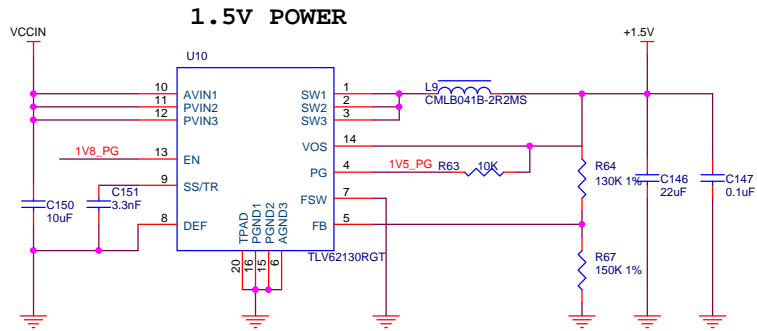 1.5V POWER
VCCIN
+1.5V
U10
10 AVIN1
11 PVIN2
12 PVIN3
SW1 1
SW2 2
SW3 3
L9
CMLB041B-2R2MS
VOS 14
1V8_PG
13 EN
PG 4
1V5_PG
R63
10K
R64
130K 1%
9 SS/TR
FSW 7
C150
10uF
C151
3.3nF
8 DEF
FB 5
C146
22uF
C147
0.1uF
TPAD
PGND1
PGND2
AGND3
20
16
15
6
TLV62130RGT
R67
150K 1%